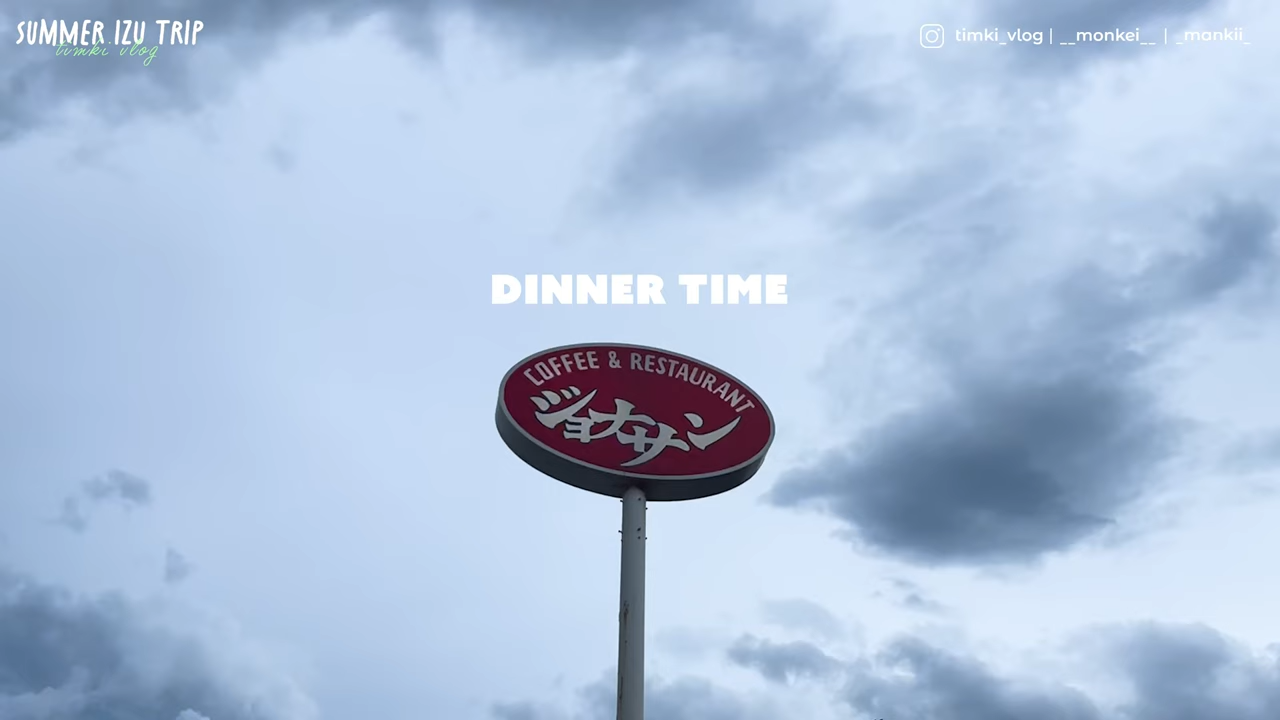 SUMMER IZU TRIP
timki vlog
timki_vlog | __monkei__ | _mankii_
DINNER TIME
COFFEE & RESTAURANT
ジョナサン